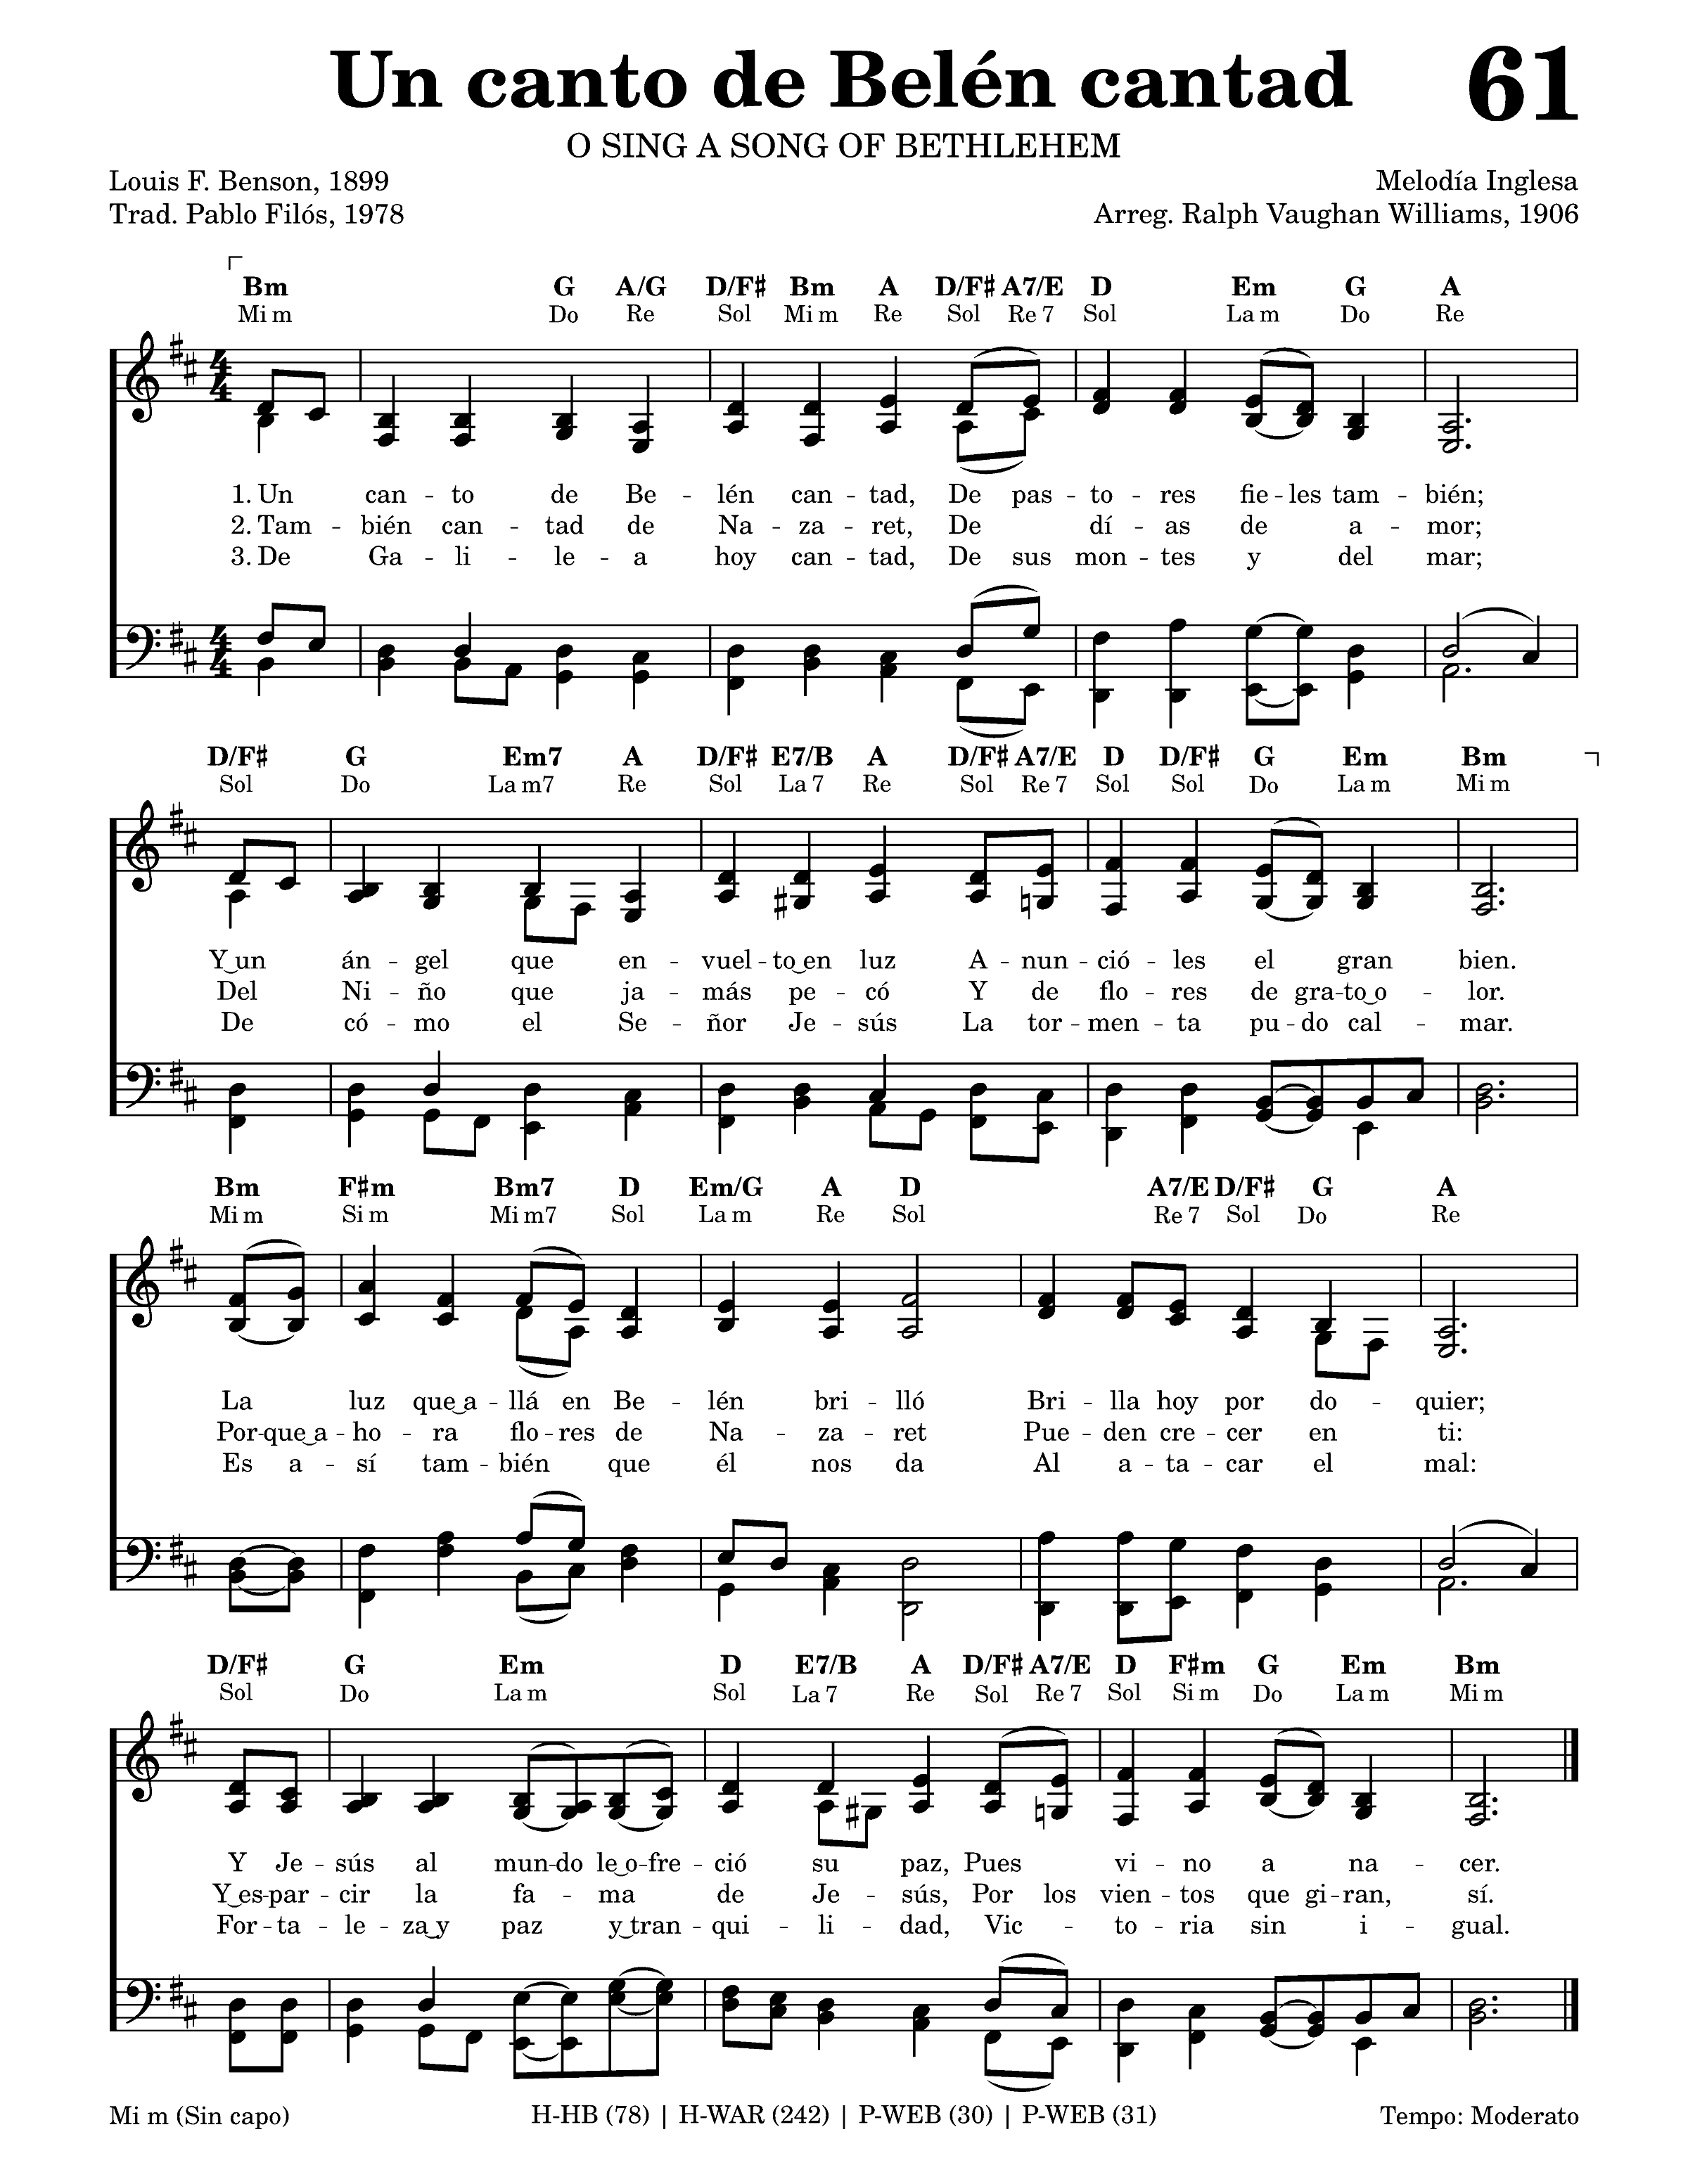 Un canto de Belén cantad 61
O SING A SONG OF BETHLEHEM
Louis F. Benson, 1899 Melodía Inglesa
Trad. Pablo Filós, 1978 Arreg. Ralph Vaughan Williams, 1906
Bm G A/G D/F♯ Bm A D/F♯ A7/E D Em G A
Mi m Do Re Sol Mi m Re Sol Re 7 Sol La m Do Re
1. Un can - to de Be - lén can - tad, De pas - to - res fie - les tam - bién;
2. Tam - bién can - tad de Na - za - ret, De dí - as de a - mor;
3. De Ga - li - le - a hoy can - tad, De sus mon - tes y del mar;
D/F♯ G Em7 A D/F♯ E7/B A D/F♯ A7/E D D/F♯ G Em Bm
Sol Do La m7 Re Sol La 7 Re Sol Re 7 Sol Sol Do La m Mi m
Y‿un án - gel que en - vuel - to‿en luz A - nun - ció - les el gran bien.
Del Ni - ño que ja - más pe - có Y de flo - res de gra - to‿o - lor.
De có - mo el Se - ñor Je - sús La tor - men - ta pu - do cal - mar.
Bm F♯m Bm7 D Em/G A D A7/E D/F♯ G A
Mi m Si m Mi m7 Sol La m Re Sol Re 7 Sol Do Re
La luz que‿a - llá en Be - lén bri - lló Bri - lla hoy por do - quier;
Por - que‿a - ho - ra flo - res de Na - za - ret Pue - den cre - cer en ti:
Es a - sí tam - bién que él nos da Al a - ta - car el mal:
D/F♯ G Em D E7/B A D/F♯ A7/E D F♯m G Em Bm
Sol Do La m Sol La 7 Re Sol Re 7 Sol Si m Do La m Mi m
Y Je - sús al mun - do le‿o - fre - ció su paz, Pues vi - no a na - cer.
Y‿es - par - cir la fa - ma de Je - sús, Por los vien - tos que gi - ran, sí.
For - ta - le - za‿y paz y‿tran - qui - li - dad, Vic - to - ria sin i - gual.
Mi m (Sin capo) H-HB (78) | H-WAR (242) | P-WEB (30) | P-WEB (31) Tempo: Moderato